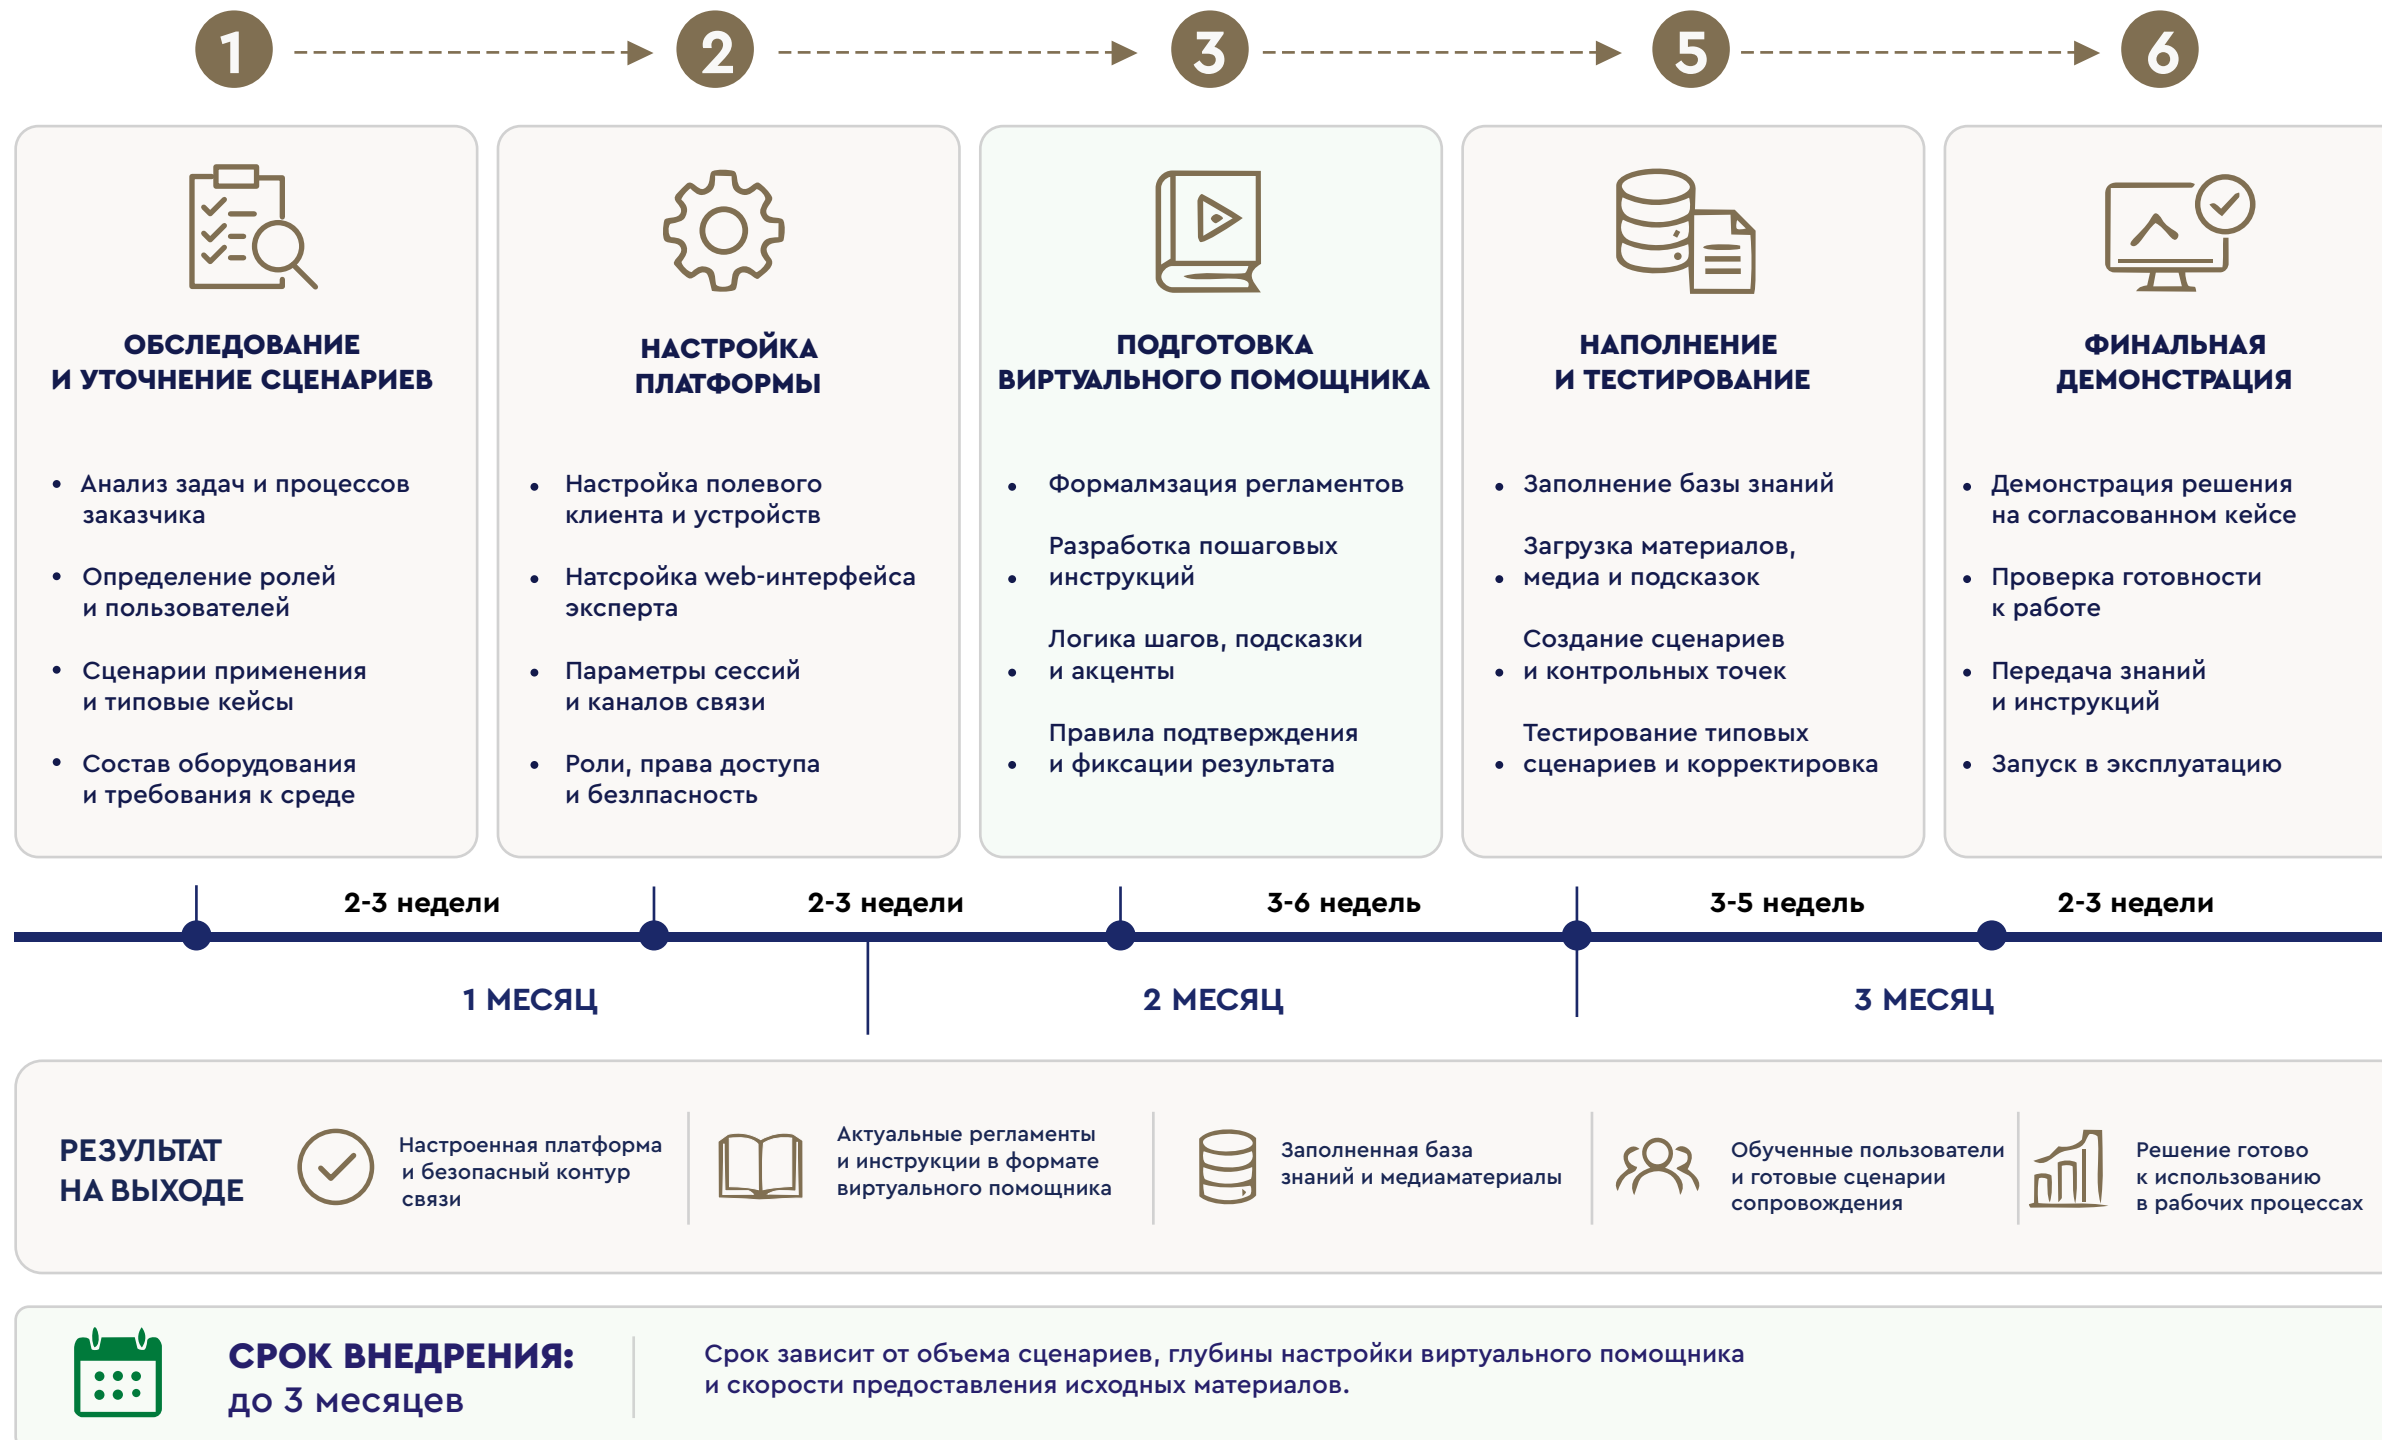 1
2
3
5
6
ОБСЛЕДОВАНИЕ
И УТОЧНЕНИЕ СЦЕНАРИЕВ
Анализ задач и процессов
заказчика
Определение ролей
и пользователей
Сценарии применения
и типовые кейсы
Состав оборудования
и требования к среде
НАСТРОЙКА
ПЛАТФОРМЫ
Настройка полевого
клиента и устройств
Натсройка web-интерфейса
эксперта
Параметры сессий
и каналов связи
Роли, права доступа
и безлпасность
ПОДГОТОВКА
ВИРТУАЛЬНОГО ПОМОЩНИКА
Формалмзация регламентов
Разработка пошаговых
инструкций
Логика шагов, подсказки
и акценты
Правила подтверждения
и фиксации результата
НАПОЛНЕНИЕ
И ТЕСТИРОВАНИЕ
Заполнение базы знаний
Загрузка материалов,
медиа и подсказок
Создание сценариев
и контрольных точек
Тестирование типовых
сценариев и корректировка
ФИНАЛЬНАЯ
ДЕМОНСТРАЦИЯ
Демонстрация решения
на согласованном кейсе
Проверка готовности
к работе
Передача знаний
и инструкций
Запуск в эксплуатацию
2-3 недели
2-3 недели
3-6 недель
3-5 недель
2-3 недели
1 МЕСЯЦ
2 МЕСЯЦ
3 МЕСЯЦ
РЕЗУЛЬТАТ
НА ВЫХОДЕ
Настроенная платформа
и безопасный контур
связи
Актуальные регламенты
и инструкции в формате
виртуального помощника
Заполненная база
знаний и медиаматериалы
Обученные пользователи
и готовые сценарии
сопровождения
Решение готово
к использованию
в рабочих процессах
СРОК ВНЕДРЕНИЯ:
до 3 месяцев
Срок зависит от объема сценариев, глубины настройки виртуального помощника
и скорости предоставления исходных материалов.